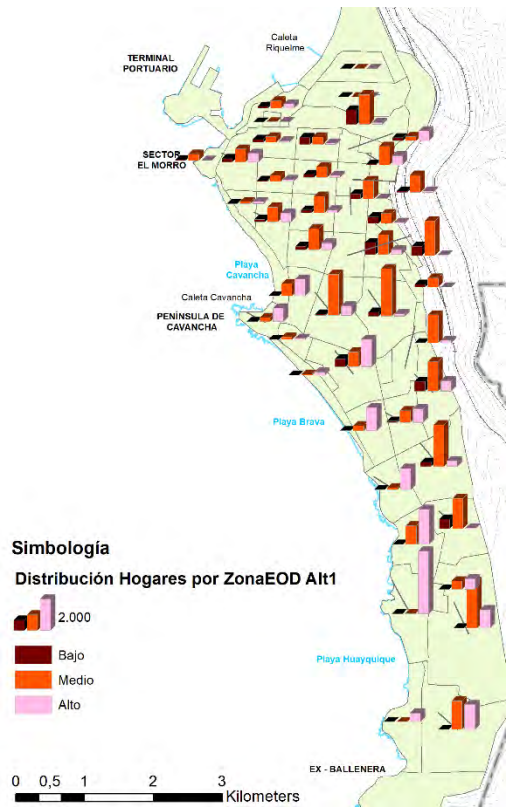 Caleta
Riquelme
TERMINAL
PORTUARIO
SECTOR
EL MORRO
Playa
Cavancha
Caleta Cavancha
PENÍNSULA DE
CAVANCHA
Playa Brava
Simbología
Distribución Hogares por ZonaEOD Alt1
2.000
Bajo
Medio
Alto
Playa Huayquique
EX - BALLENERA
0 0,5 1 2 3
Kilometers